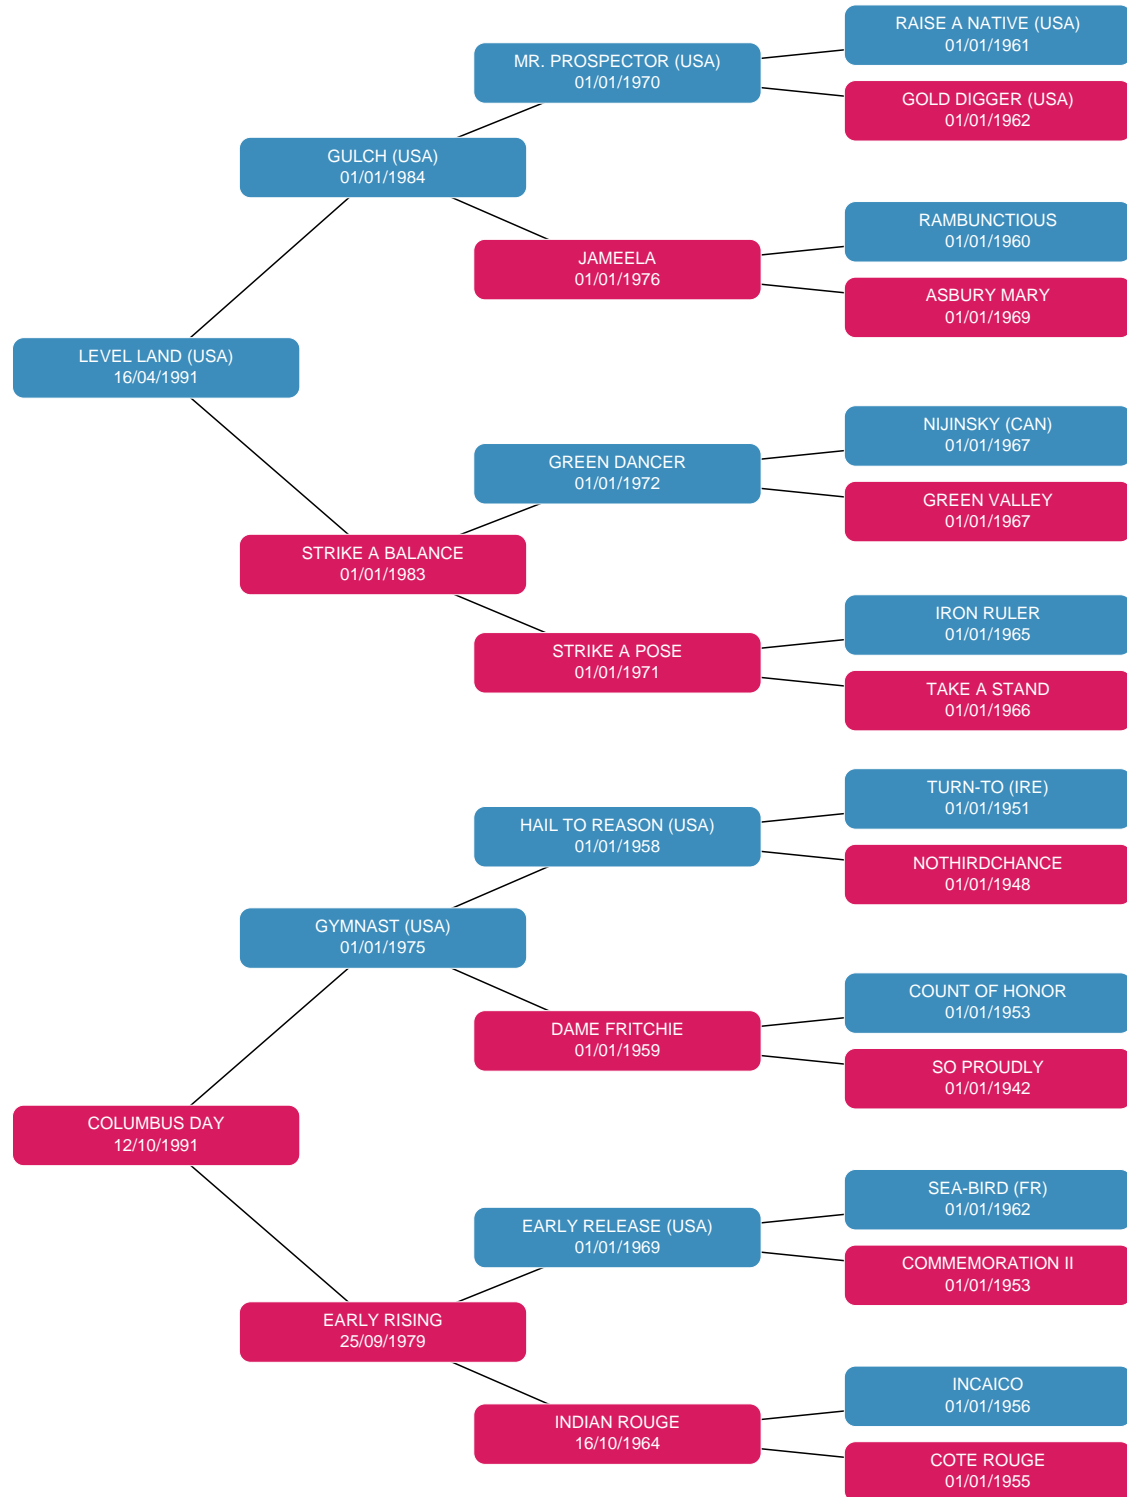 RAISE A NATIVE (USA)
01/01/1961
MR. PROSPECTOR (USA)
01/01/1970
GOLD DIGGER (USA)
01/01/1962
GULCH (USA)
01/01/1984
RAMBUNCTIOUS
01/01/1960
JAMEELA
01/01/1976
ASBURY MARY
01/01/1969
LEVEL LAND (USA)
16/04/1991
NIJINSKY (CAN)
01/01/1967
GREEN DANCER
01/01/1972
GREEN VALLEY
01/01/1967
STRIKE A BALANCE
01/01/1983
IRON RULER
01/01/1965
STRIKE A POSE
01/01/1971
TAKE A STAND
01/01/1966
TURN-TO (IRE)
01/01/1951
HAIL TO REASON (USA)
01/01/1958
NOTHIRDCHANCE
01/01/1948
GYMNAST (USA)
01/01/1975
COUNT OF HONOR
01/01/1953
DAME FRITCHIE
01/01/1959
SO PROUDLY
01/01/1942
COLUMBUS DAY
12/10/1991
SEA-BIRD (FR)
01/01/1962
EARLY RELEASE (USA)
01/01/1969
COMMEMORATION II
01/01/1953
EARLY RISING
25/09/1979
INCAICO
01/01/1956
INDIAN ROUGE
16/10/1964
COTE ROUGE
01/01/1955